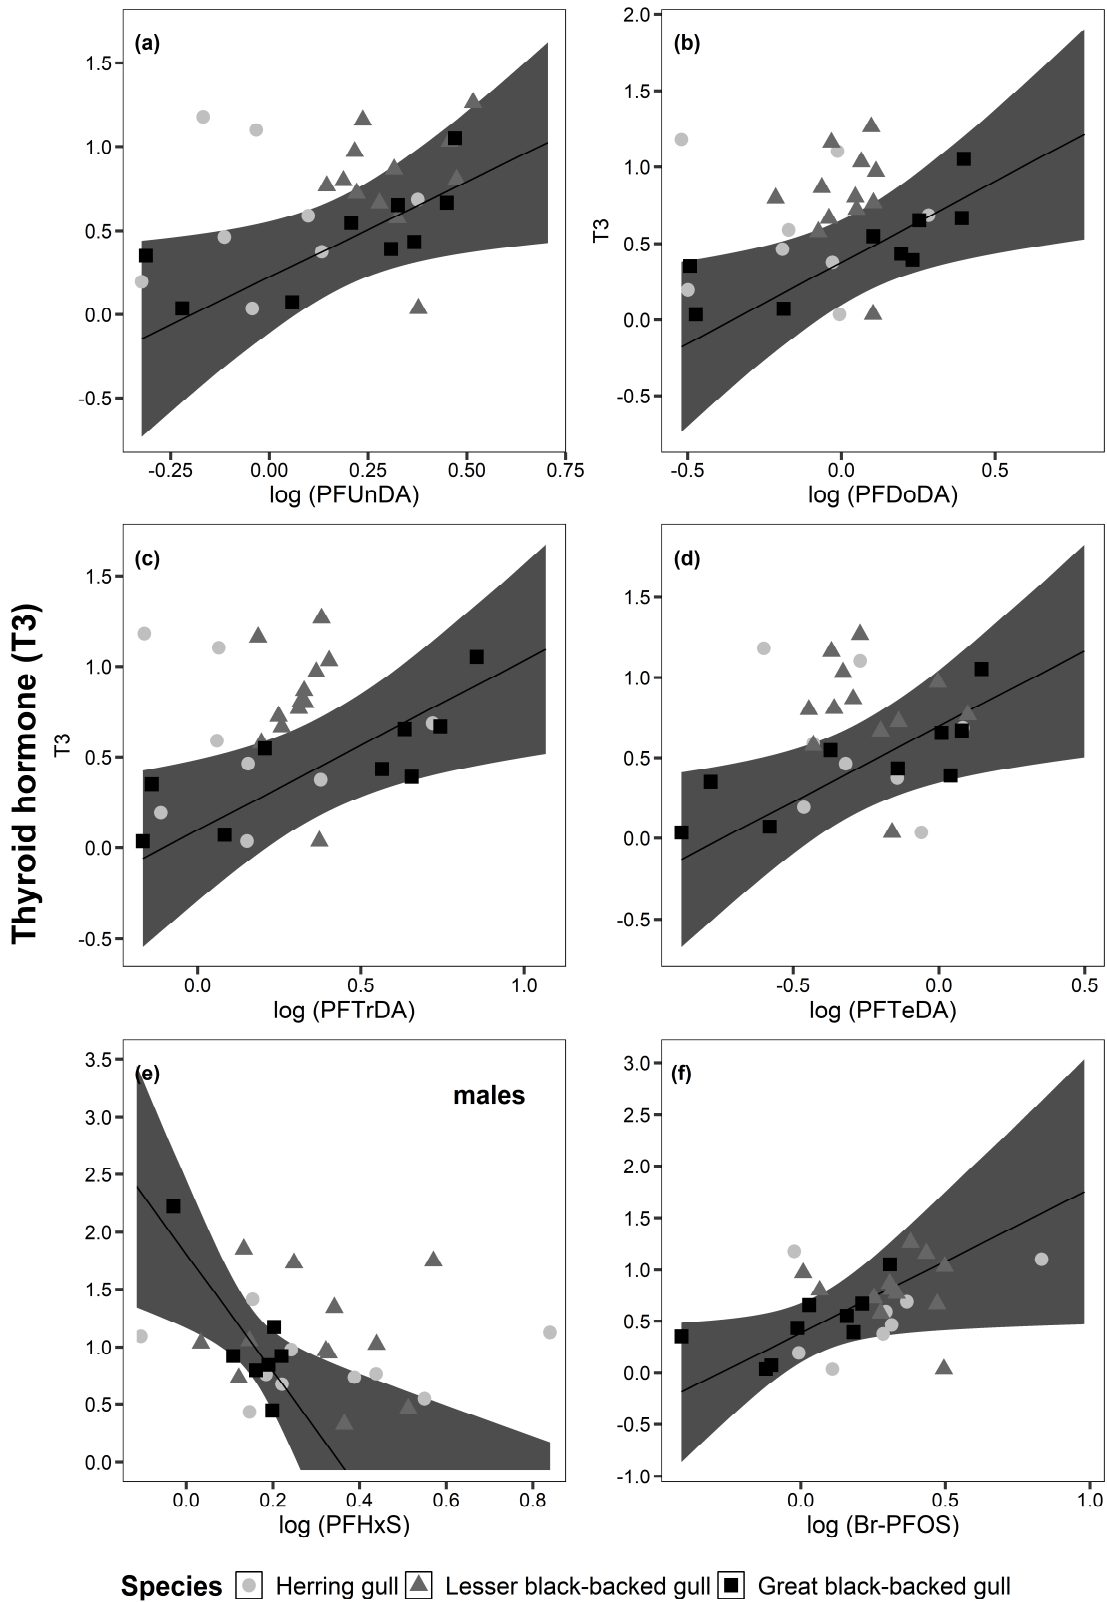 (a)
1.5
1.0
0.5
0.0
-0.5
-0.25 0.00 0.25 0.50 0.75
log (PFUnDA)
(b)
T3
2.0
1.5
1.0
0.5
0.0
-0.5
-0.5 0.0 0.5
log (PFDoDA)
Thyroid hormone (T3)
(c)
T3
1.5
1.0
0.5
0.0
-0.5
0.0 0.5 1.0
log (PFTrDA)
(d)
1.5
1.0
0.5
0.0
-0.5
-0.5 0.0 0.5
log (PFTeDA)
(e)
males
3.5
3.0
2.5
2.0
1.5
1.0
0.5
0.0
0.0 0.2 0.4 0.6 0.8
log (PFHxS)
(f)
3.0
2.5
2.0
1.5
1.0
0.5
0.0
-0.5
-1.0
0.0 0.5 1.0
log (Br-PFOS)
Species Herring gull Lesser black-backed gull Great black-backed gull